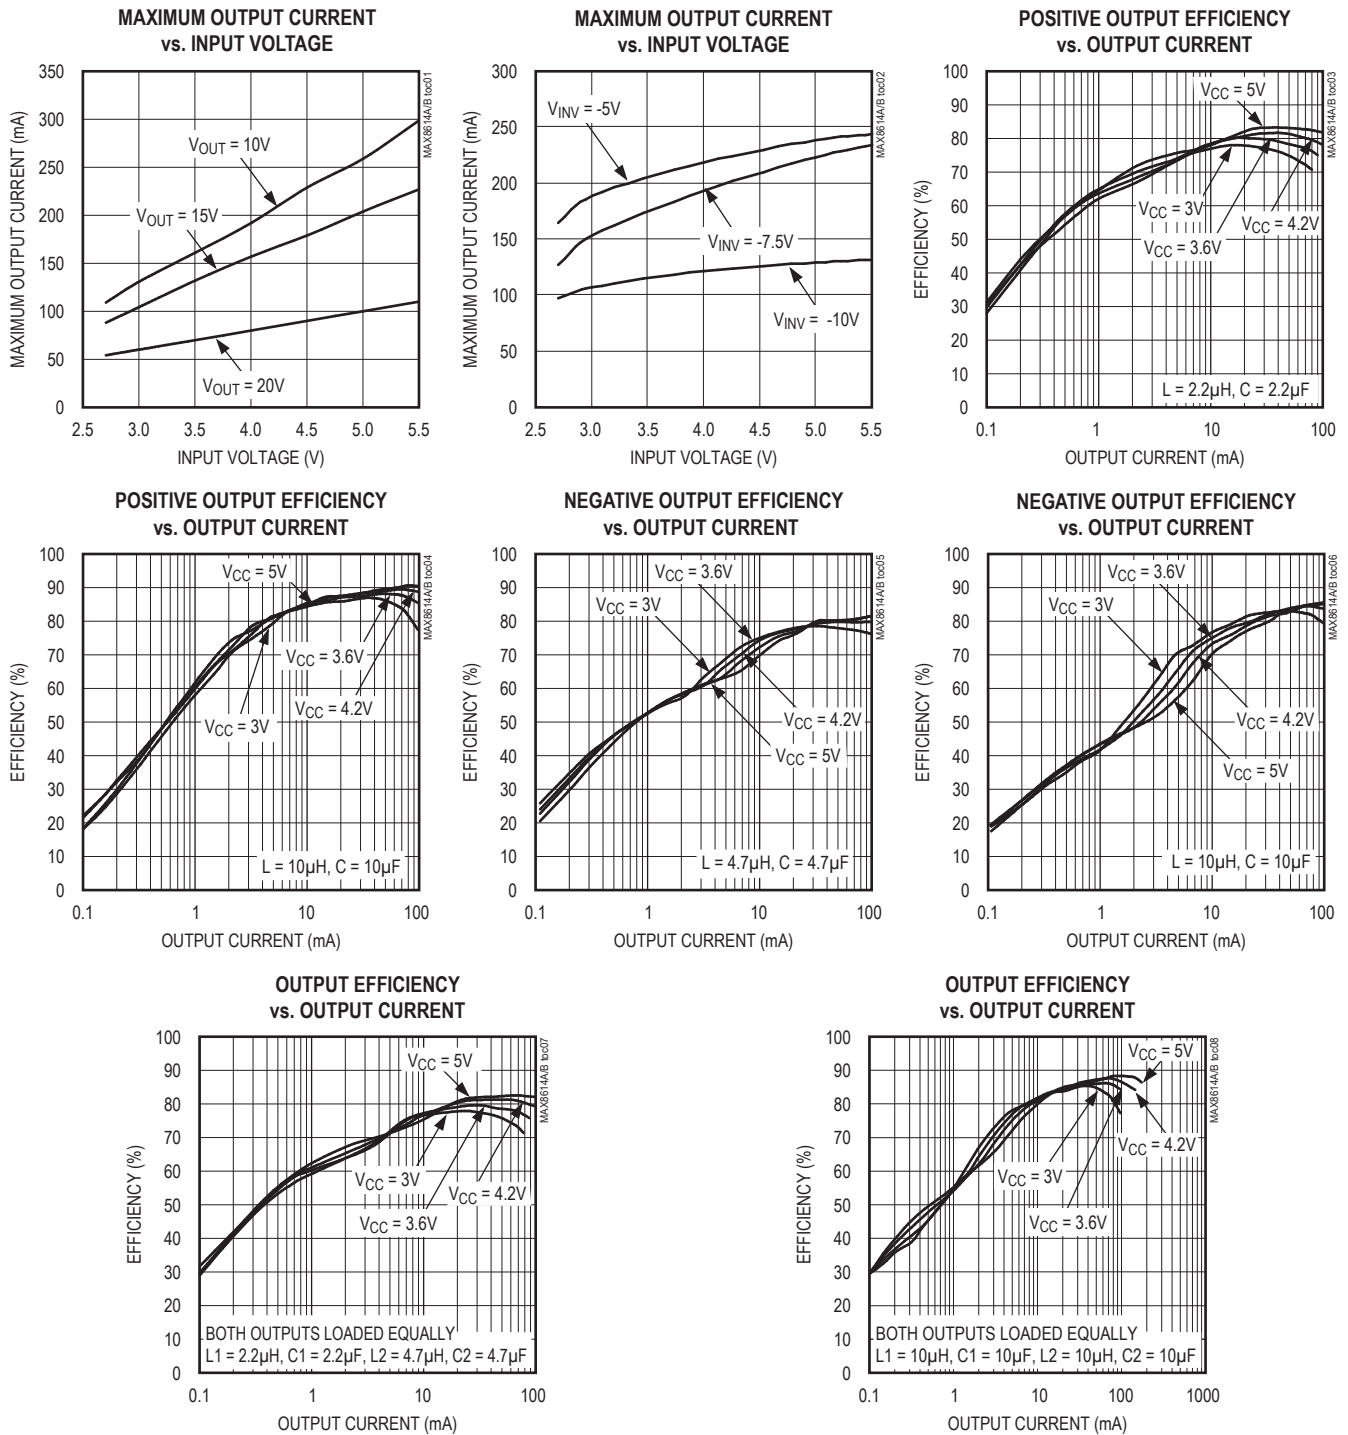 MAXIMUM OUTPUT CURRENT
vs. INPUT VOLTAGE
350
300
250
200
150
100
50
0
MAXIMUM OUTPUT CURRENT (mA)
VOUT = 10V
VOUT = 15V
VOUT = 20V
MAX8614A/B toc01
2.5 3.0 3.5 4.0 4.5 5.0 5.5
INPUT VOLTAGE (V)
MAXIMUM OUTPUT CURRENT
vs. INPUT VOLTAGE
300
250
200
150
100
50
0
MAXIMUM OUTPUT CURRENT (mA)
VINV = -5V
VINV = -7.5V
VINV = -10V
MAX8614A/B toc02
2.5 3.0 3.5 4.0 4.5 5.0 5.5
INPUT VOLTAGE (V)
POSITIVE OUTPUT EFFICIENCY
vs. OUTPUT CURRENT
100
90
80
70
60
50
40
30
20
10
0
EFFICIENCY (%)
VCC = 5V
VCC = 3V
VCC = 4.2V
VCC = 3.6V
L = 2.2µH, C = 2.2µF
MAX8614A/B toc03
0.1 1 10 100
OUTPUT CURRENT (mA)
POSITIVE OUTPUT EFFICIENCY
vs. OUTPUT CURRENT
100
90
80
70
60
50
40
30
20
10
0
EFFICIENCY (%)
VCC = 5V
VCC = 3.6V
VCC = 4.2V
VCC = 3V
L = 10µH, C = 10µF
MAX8614A/B toc04
0.1 1 10 100
OUTPUT CURRENT (mA)
NEGATIVE OUTPUT EFFICIENCY
vs. OUTPUT CURRENT
100
90
80
70
60
50
40
30
20
10
0
EFFICIENCY (%)
VCC = 3.6V
VCC = 3V
VCC = 4.2V
VCC = 5V
L = 4.7µH, C = 4.7µF
MAX8614A/B toc05
0.1 1 10 100
OUTPUT CURRENT (mA)
NEGATIVE OUTPUT EFFICIENCY
vs. OUTPUT CURRENT
100
90
80
70
60
50
40
30
20
10
0
EFFICIENCY (%)
VCC = 3.6V
VCC = 3V
VCC = 4.2V
VCC = 5V
L = 10µH, C = 10µF
MAX8614A/B toc06
0.1 1 10 100
OUTPUT CURRENT (mA)
OUTPUT EFFICIENCY
vs. OUTPUT CURRENT
100
90
80
70
60
50
40
30
20
10
0
EFFICIENCY (%)
VCC = 5V
VCC = 3V
VCC = 4.2V
VCC = 3.6V
BOTH OUTPUTS LOADED EQUALLY
L1 = 2.2µH, C1 = 2.2µF, L2 = 4.7µH, C2 = 4.7µF
MAX8614A/B toc07
0.1 1 10 100
OUTPUT CURRENT (mA)
OUTPUT EFFICIENCY
vs. OUTPUT CURRENT
100
90
80
70
60
50
40
30
20
10
0
EFFICIENCY (%)
VCC = 5V
VCC = 4.2V
VCC = 3V
VCC = 3.6V
BOTH OUTPUTS LOADED EQUALLY
L1 = 10µH, C1 = 10µF, L2 = 10µH, C2 = 10µF
MAX8614A/B toc08
0.1 1 10 100 1000
OUTPUT CURRENT (mA)